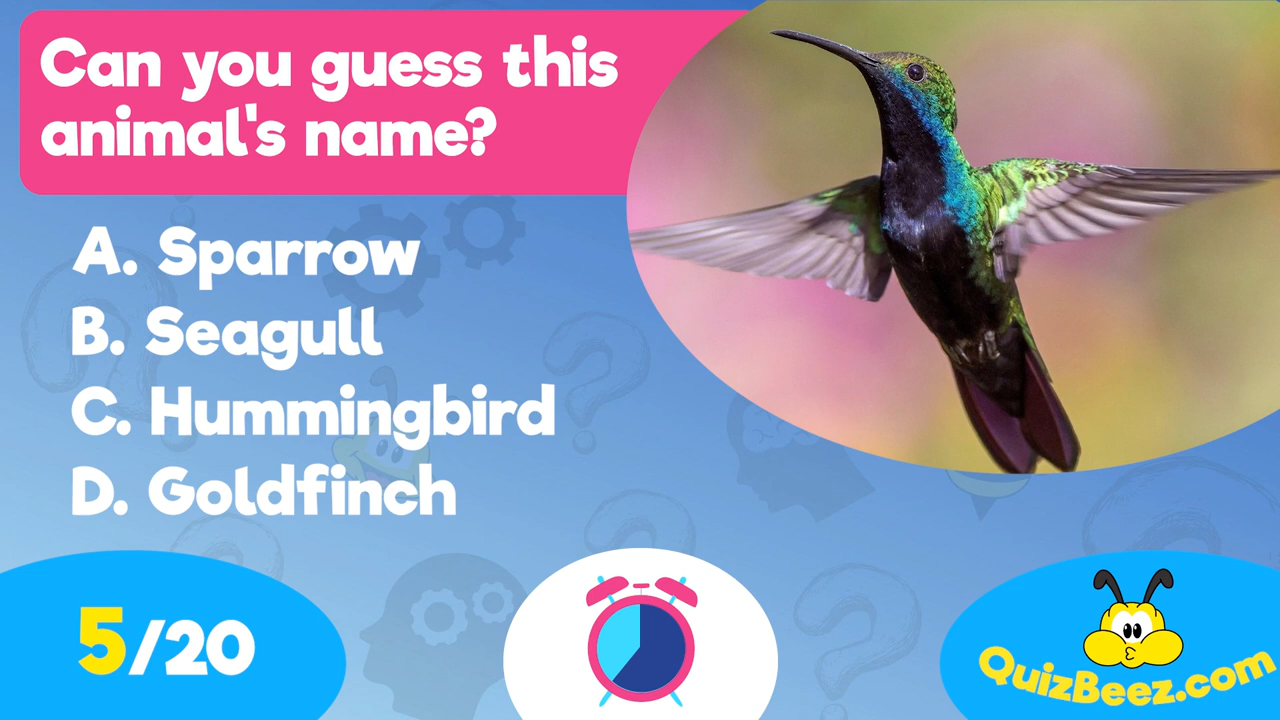 Can you guess this
animal's name?
A. Sparrow
B. Seagull
C. Hummingbird
D. Goldfinch
5/20
QuizBeez.com